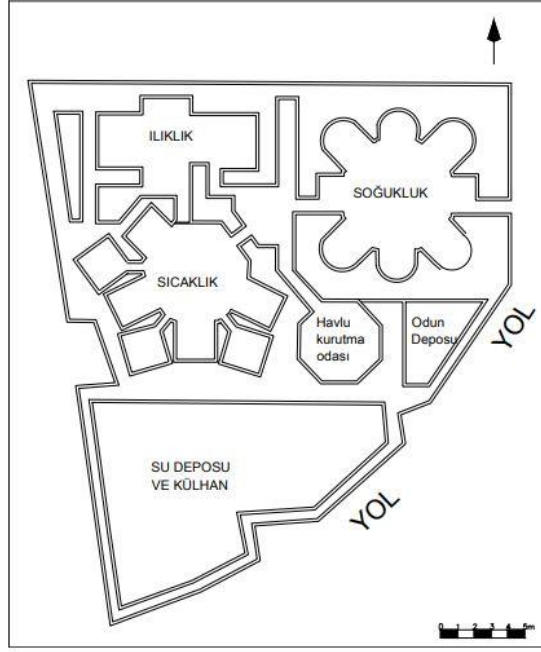 ILIKLIK
SOĞUKLUK
SICAKLIK
Havlu
kurutma
odası
Odun
Deposu
YOL
SU DEPOSU
VE KÜLHAN
YOL
0 1 2 3 4 5m